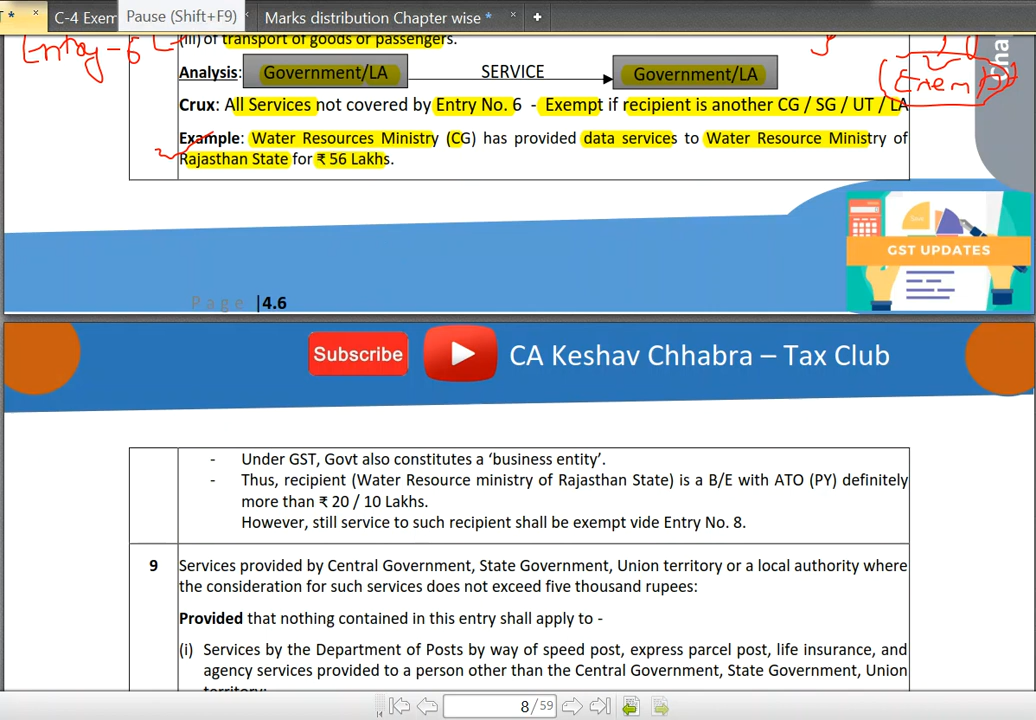 C-4 Exem
Pause (Shift+F9)
Marks distribution Chapter wise *
Entry-6
(iii) of transport of goods or passengers.
Analysis: Government/LA SERVICE Government/LA
Exempt
Crux: All Services not covered by Entry No. 6 - Exempt if recipient is another CG / SG / UT / LA
Example: Water Resources Ministry (CG) has provided data services to Water Resource Ministry of
Rajasthan State for ₹ 56 Lakhs.
GST UPDATES
Page |4.6
Subscribe CA Keshav Chhabra – Tax Club
- Under GST, Govt also constitutes a ‘business entity’.
- Thus, recipient (Water Resource ministry of Rajasthan State) is a B/E with ATO (PY) definitely
more than ₹ 20 / 10 Lakhs.
However, still service to such recipient shall be exempt vide Entry No. 8.
9 Services provided by Central Government, State Government, Union territory or a local authority where
the consideration for such services does not exceed five thousand rupees:
Provided that nothing contained in this entry shall apply to -
(i) Services by the Department of Posts by way of speed post, express parcel post, life insurance, and
agency services provided to a person other than the Central Government, State Government, Union
territory;
8 / 59